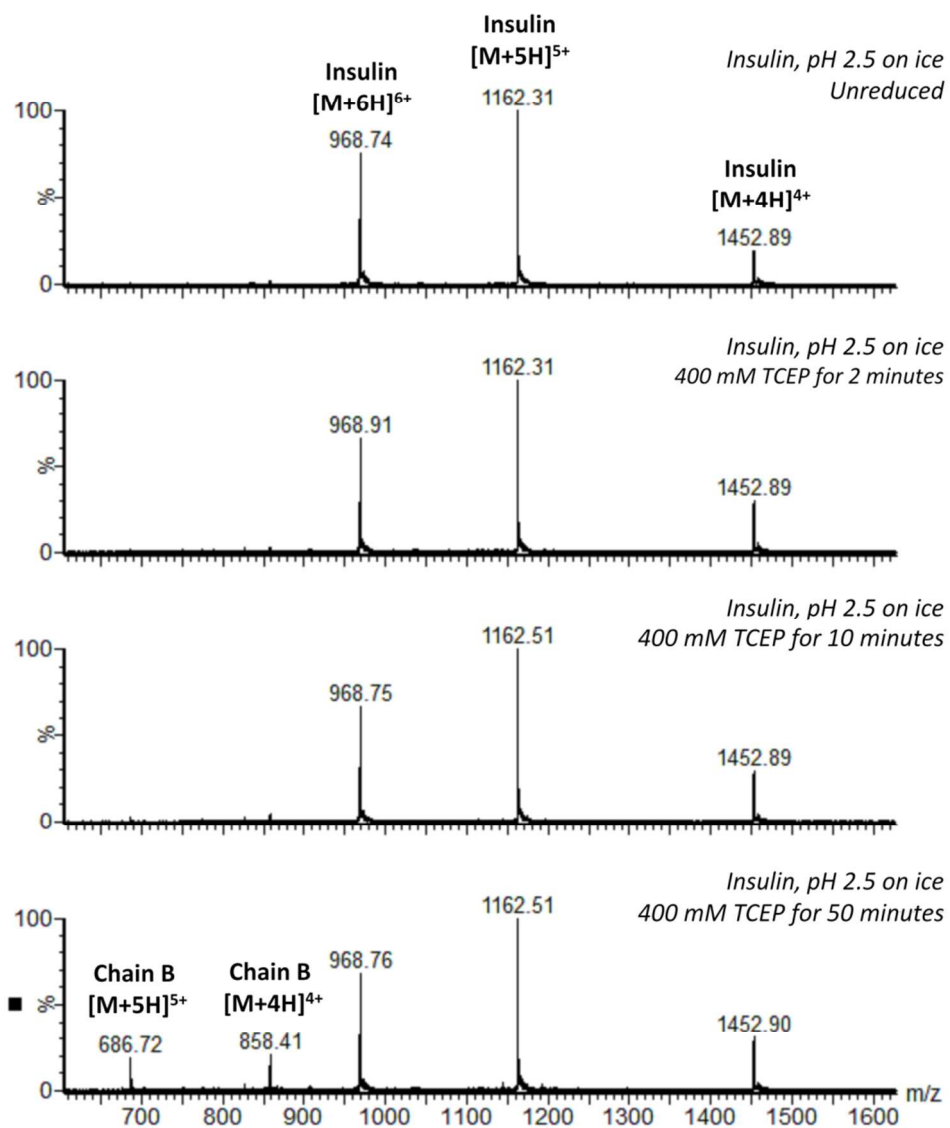 Insulin
[M+6H]⁶⁺
Insulin
[M+5H]⁵⁺
Insulin, pH 2.5 on ice
Unreduced
100
%
0
968.74
1162.31
Insulin
[M+4H]⁴⁺
1452.89
Insulin, pH 2.5 on ice
400 mM TCEP for 2 minutes
100
%
0
968.91
1162.31
1452.89
Insulin, pH 2.5 on ice
400 mM TCEP for 10 minutes
100
%
0
968.75
1162.51
1452.89
Insulin, pH 2.5 on ice
400 mM TCEP for 50 minutes
100
%
0
Chain B
[M+5H]⁵⁺
686.72
Chain B
[M+4H]⁴⁺
858.41
968.76
1162.51
1452.90
700 800 900 1000 1100 1200 1300 1400 1500 1600 m/z